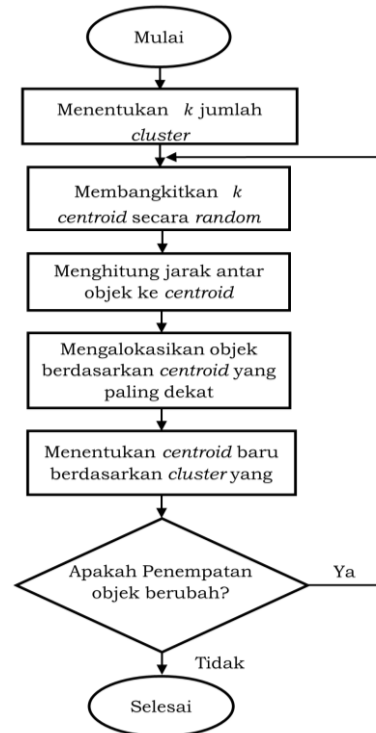 Mulai
Menentukan k jumlah
cluster
Membangkitkan k
centroid secara random
Menghitung jarak antar
objek ke centroid
Mengalokasikan objek
berdasarkan centroid yang
paling dekat
Menentukan centroid baru
berdasarkan cluster yang
Apakah Penempatan
objek berubah?
Ya
Tidak
Selesai